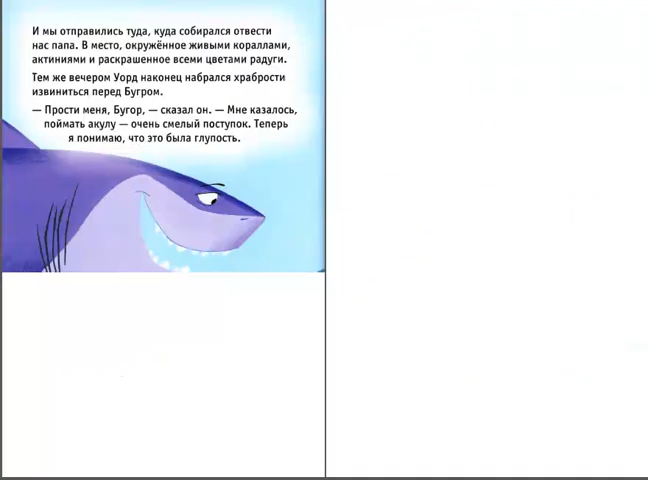 И мы отправились туда, куда собирался отвести
нас папа. В место, окружённое живыми кораллами,
актиниями и раскрашенное всеми цветами радуги.
Тем же вечером Уорд наконец набрался храбрости
извиниться перед Бугром.
— Прости меня, Бугор, — сказал он. — Мне казалось,
поймать акулу — очень смелый поступок. Теперь
я понимаю, что это была глупость.